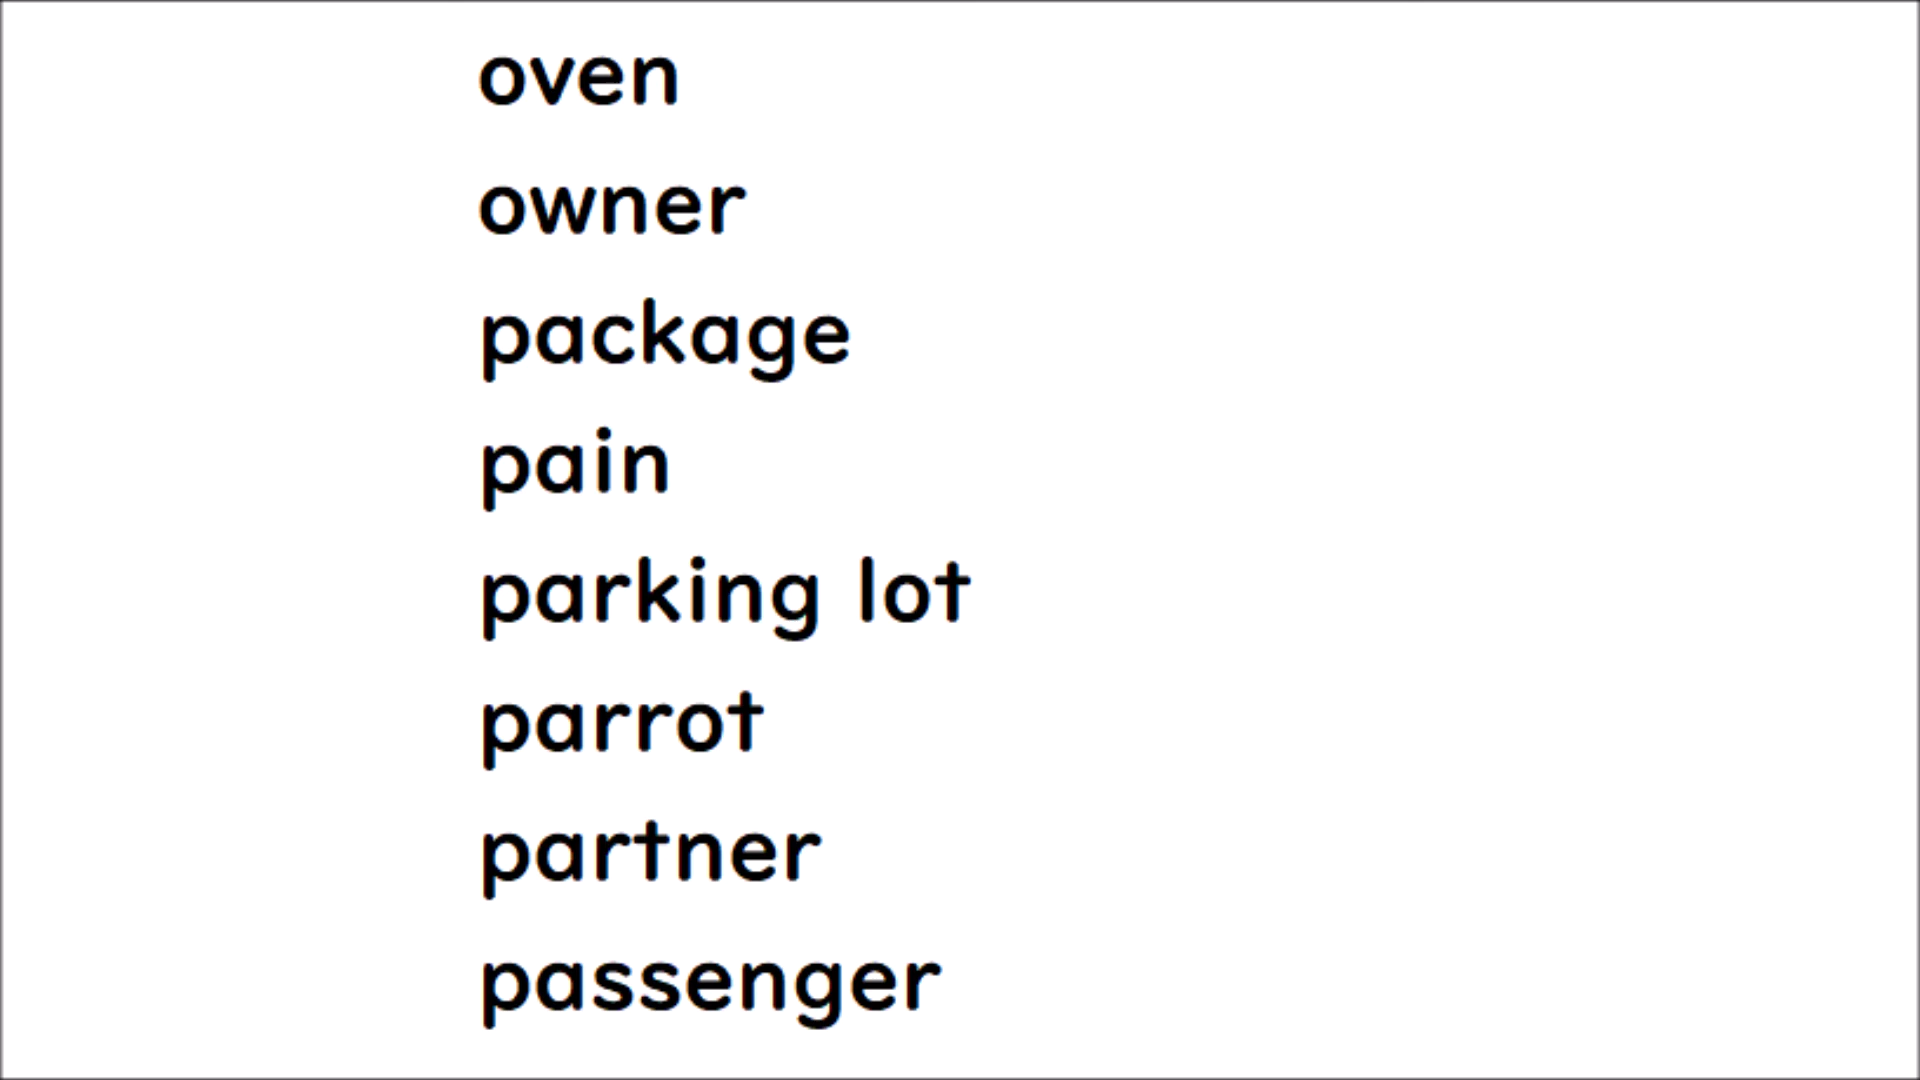 oven
owner
package
pain
parking lot
parrot
partner
passenger